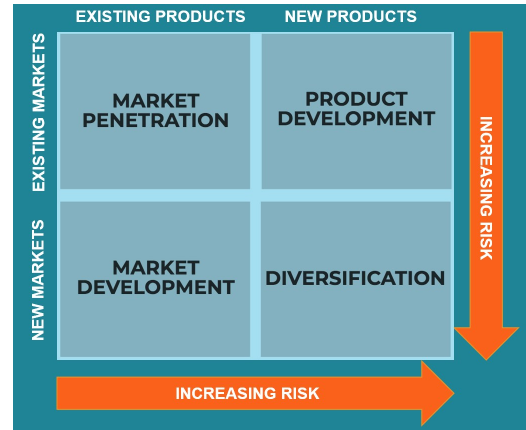 EXISTING PRODUCTS
NEW PRODUCTS
EXISTING MARKETS
MARKET
PENETRATION
PRODUCT
DEVELOPMENT
INCREASING RISK
NEW MARKETS
MARKET
DEVELOPMENT
DIVERSIFICATION
INCREASING RISK